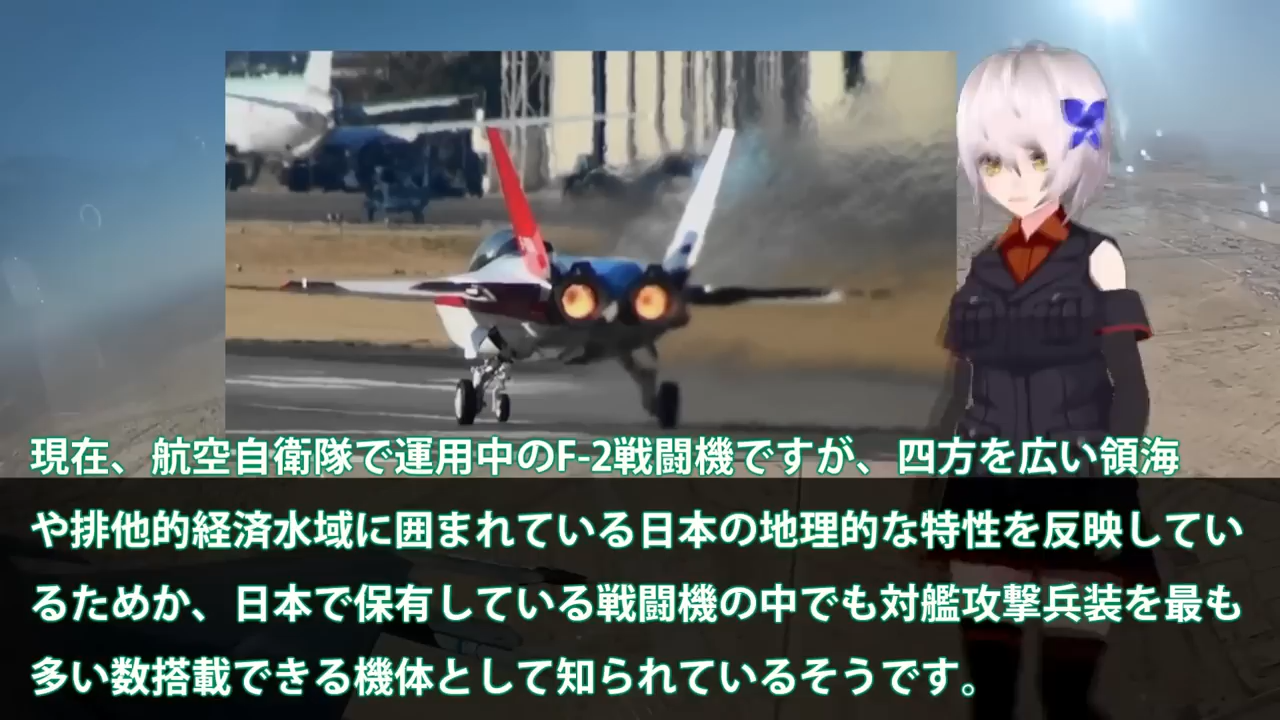 現在、航空自衛隊で運用中のF-2戦闘機ですが、四方を広い領海
や排他的経済水域に囲まれている日本の地理的な特性を反映してい
るためか、日本で保有している戦闘機の中でも対艦攻撃兵装を最も
多い数搭載できる機体として知られているそうです。